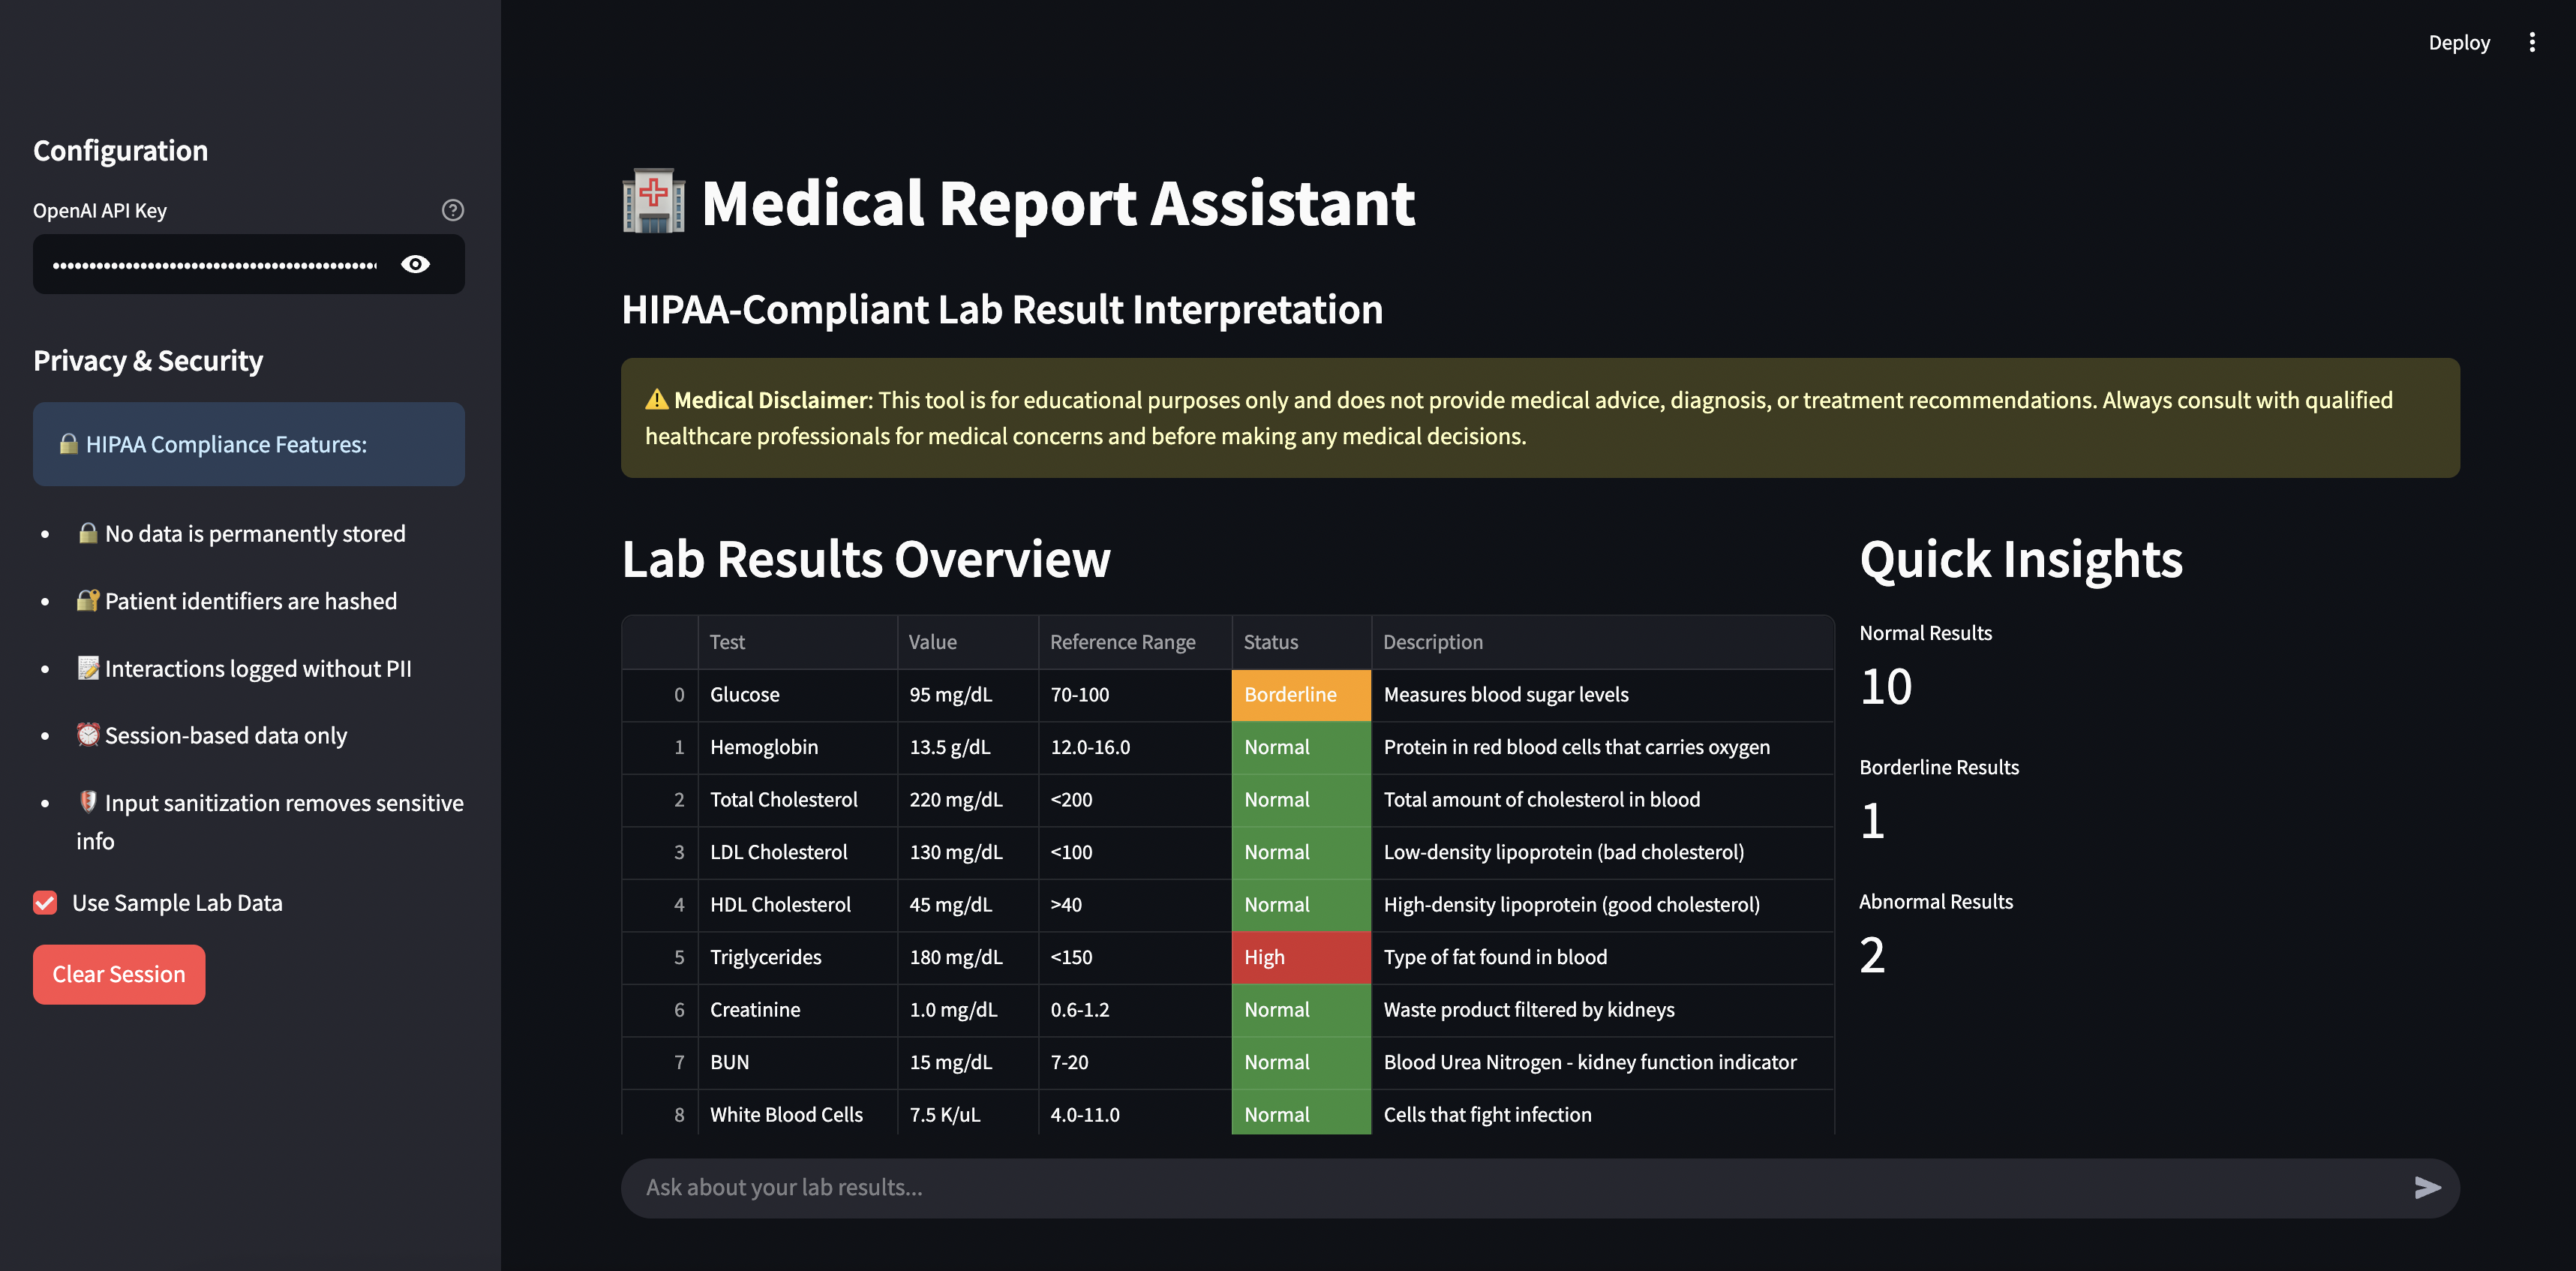 Deploy
Configuration
OpenAI API Key
Privacy & Security
HIPAA Compliance Features:
No data is permanently stored
Patient identifiers are hashed
Interactions logged without PII
Session-based data only
Input sanitization removes sensitive
info
Use Sample Lab Data
Clear Session
Medical Report Assistant
HIPAA-Compliant Lab Result Interpretation
Medical Disclaimer: This tool is for educational purposes only and does not provide medical advice, diagnosis, or treatment recommendations. Always consult with qualified
healthcare professionals for medical concerns and before making any medical decisions.
Lab Results Overview
Test Value Reference Range Status Description
0 Glucose 95 mg/dL 70-100 Borderline Measures blood sugar levels
1 Hemoglobin 13.5 g/dL 12.0-16.0 Normal Protein in red blood cells that carries oxygen
2 Total Cholesterol 220 mg/dL <200 Normal Total amount of cholesterol in blood
3 LDL Cholesterol 130 mg/dL <100 Normal Low-density lipoprotein (bad cholesterol)
4 HDL Cholesterol 45 mg/dL >40 Normal High-density lipoprotein (good cholesterol)
5 Triglycerides 180 mg/dL <150 High Type of fat found in blood
6 Creatinine 1.0 mg/dL 0.6-1.2 Normal Waste product filtered by kidneys
7 BUN 15 mg/dL 7-20 Normal Blood Urea Nitrogen - kidney function indicator
8 White Blood Cells 7.5 K/uL 4.0-11.0 Normal Cells that fight infection
Quick Insights
Normal Results
10
Borderline Results
1
Abnormal Results
2
Ask about your lab results...